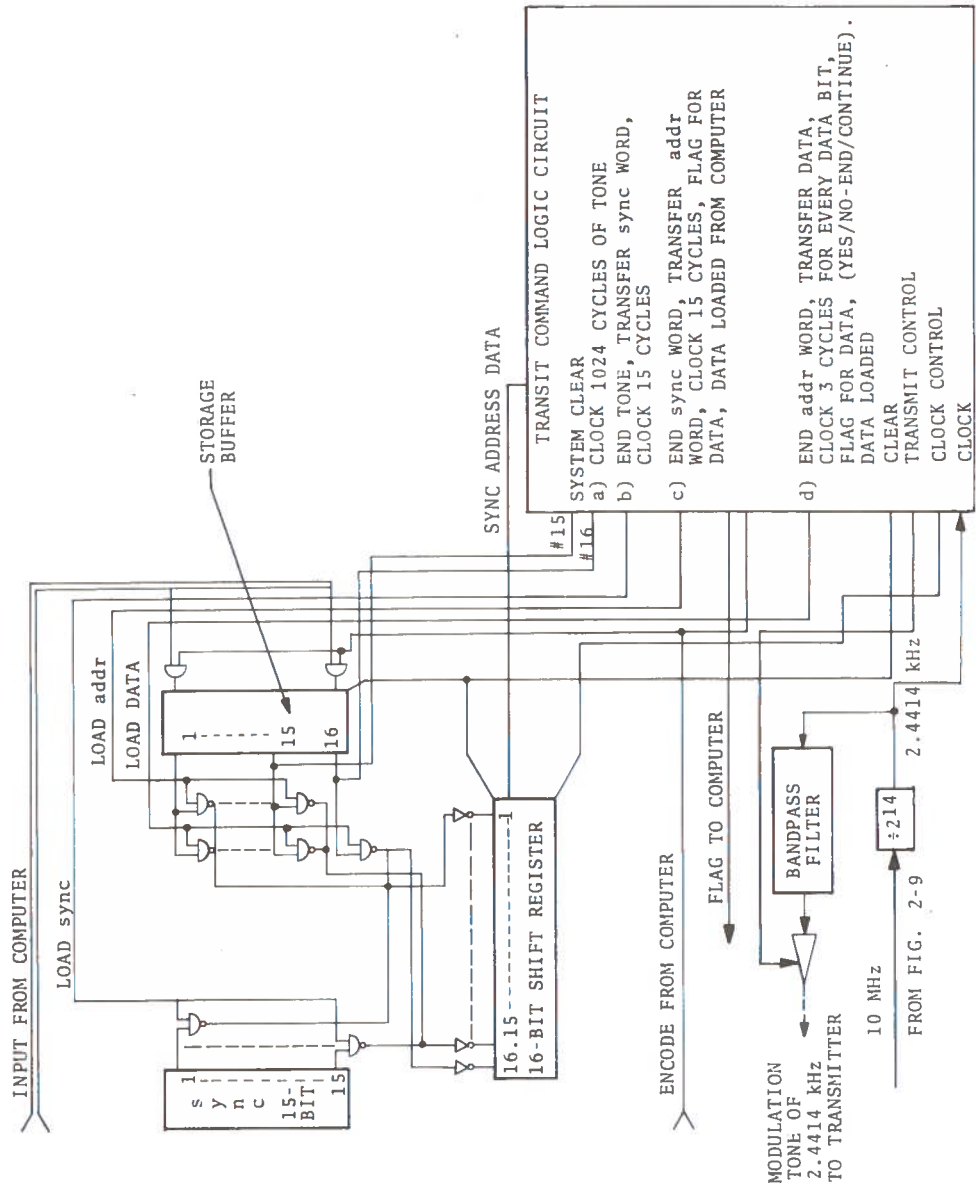 INPUT FROM COMPUTER
LOAD sync
LOAD addr
LOAD DATA
STORAGE
BUFFER
s
y
n
c
15-
BIT
1
15
1
15
16
16.15
1
16-BIT SHIFT REGISTER
SYNC ADDRESS DATA
ENCODE FROM COMPUTER
FLAG TO COMPUTER
#15
#16
TRANSIT COMMAND LOGIC CIRCUIT
SYSTEM CLEAR
a) CLOCK 1024 CYCLES OF TONE
b) END TONE, TRANSFER sync WORD,
CLOCK 15 CYCLES
c) END sync WORD, TRANSFER addr
WORD, CLOCK 15 CYCLES, FLAG FOR
DATA, DATA LOADED FROM COMPUTER
d) END addr WORD, TRANSFER DATA,
CLOCK 3 CYCLES FOR EVERY DATA BIT,
FLAG FOR DATA, (YES/NO-END/CONTINUE).
DATA LOADED
CLEAR
TRANSMIT CONTROL
CLOCK CONTROL
CLOCK
BANDPASS
FILTER
MODULATION
TONE OF
2.4414 kHz
TO TRANSMITTER
10 MHz
FROM FIG. 2-9
÷214
2.4414 kHz